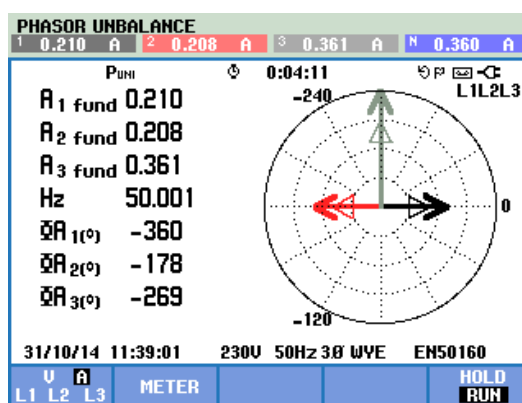 PHASOR UNBALANCE
1 0.210 A 2 0.208 A 3 0.361 A N 0.360 A
PUNI 0:04:11
L1L2L3
-240
A1 fund 0.210
A2 fund 0.208
A3 fund 0.361
Hz 50.001
0
ΦA1(°) -360
ΦA2(°) -178
ΦA3(°) -269
-120
31/10/14 11:39:01 230V 50Hz 3Ø WYE EN50160
V A
L1 L2 L3
METER
HOLD
RUN